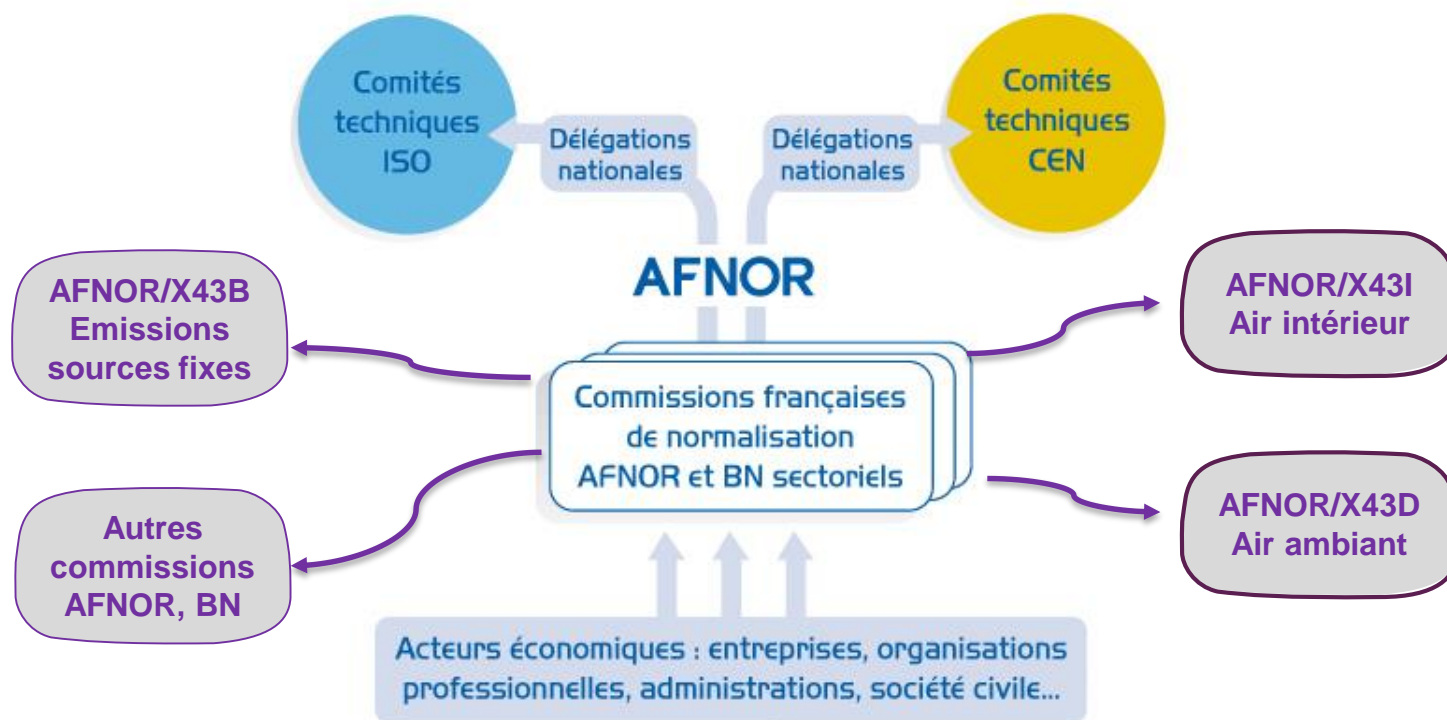 Comités
techniques
ISO
Délégations
nationales
Délégations
nationales
Comités
techniques
CEN
AFNOR
AFNOR/X43B
Emissions
sources fixes
AFNOR/X43I
Air intérieur
Commissions françaises
de normalisation
AFNOR et BN sectoriels
Autres
commissions
AFNOR, BN
AFNOR/X43D
Air ambiant
Acteurs économiques : entreprises, organisations
professionnelles, administrations, société civile...